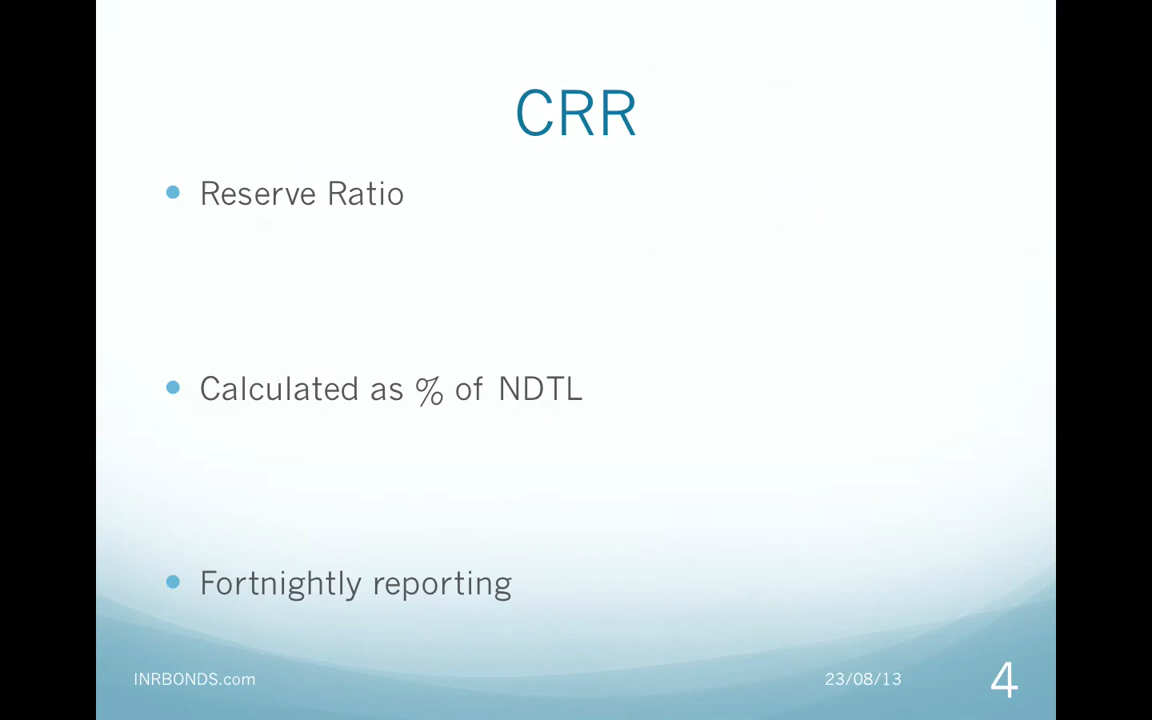 CRR
Reserve Ratio
Calculated as % of NDTL
Fortnightly reporting
INRBONDS.com
23/08/13
4